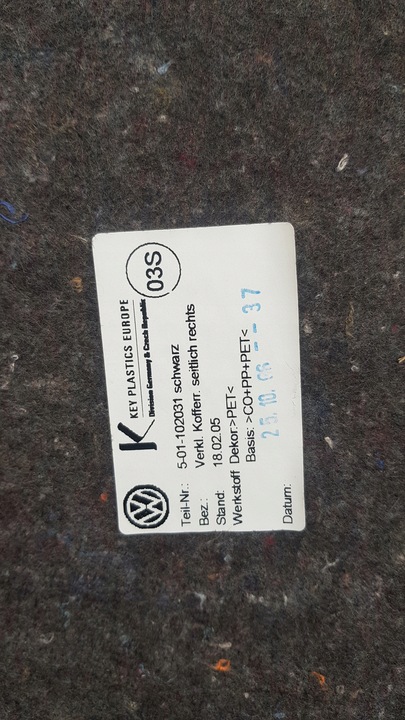 KEY PLASTICS EUROPE
Division Germany & Czech Republic
03S
Teil-Nr.: 5-01-102031 schwarz
Bez.: Verkl. Kofferr. seitlich rechts
Stand: 18.02.05
Werkstoff Dekor:>PET<
Basis: >CO+PP+PET<
Datum: 25.10.06 - - 37